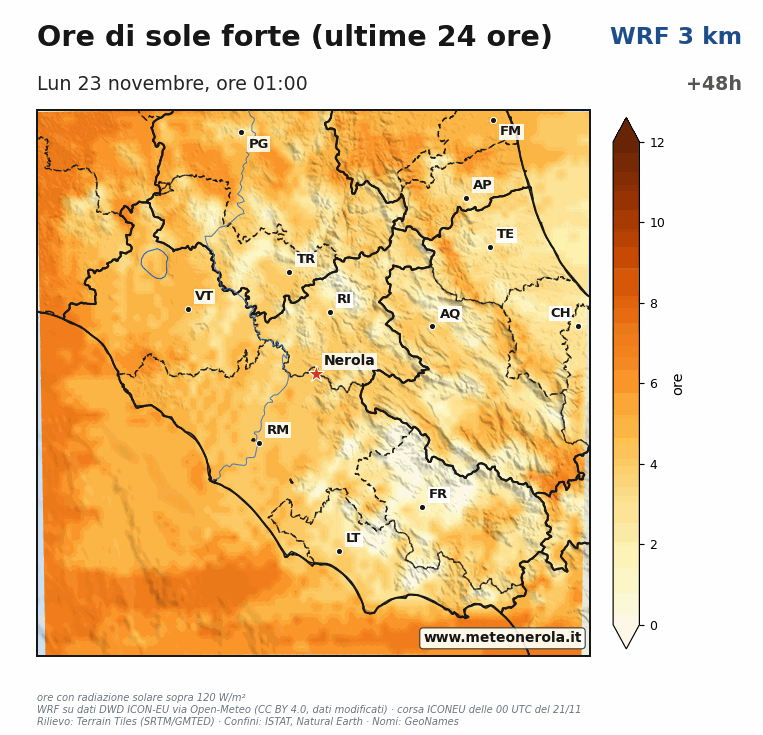 Ore di sole forte (ultime 24 ore)
WRF 3 km
Lun 23 novembre, ore 01:00
+48h
PG
FM
AP
TE
TR
VT
RI
AQ
CH
Nerola
RM
FR
LT
www.meteonerola.it
12
10
8
6
4
2
0
ore
ore con radiazione solare sopra 120 W/m²
WRF su dati DWD ICON-EU via Open-Meteo (CC BY 4.0, dati modificati) · corsa ICONEU delle 00 UTC del 21/11
Rilievo: Terrain Tiles (SRTM/GMTED) · Confini: ISTAT, Natural Earth · Nomi: GeoNames